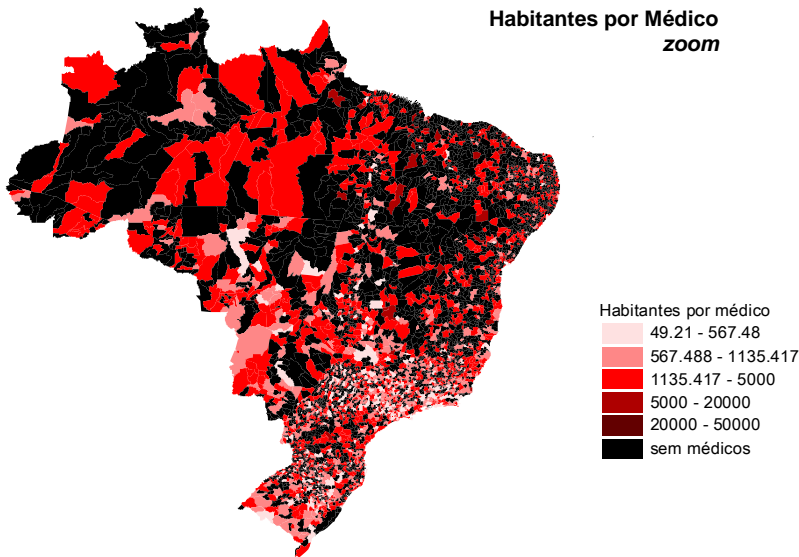 Habitantes por Médico
zoom
Habitantes por médico
49.21 - 567.48
567.488 - 1135.417
1135.417 - 5000
5000 - 20000
20000 - 50000
sem médicos